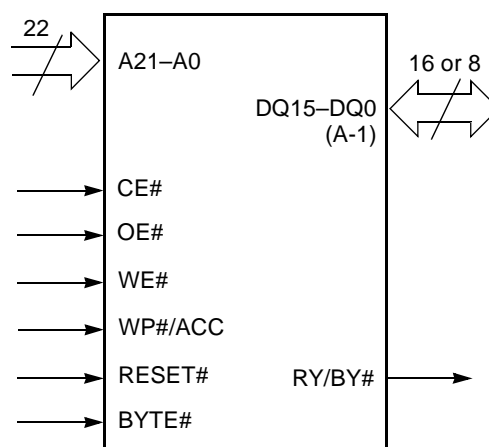 22
A21–A0
16 or 8
DQ15–DQ0
(A-1)
CE#
OE#
WE#
WP#/ACC
RESET#
RY/BY#
BYTE#